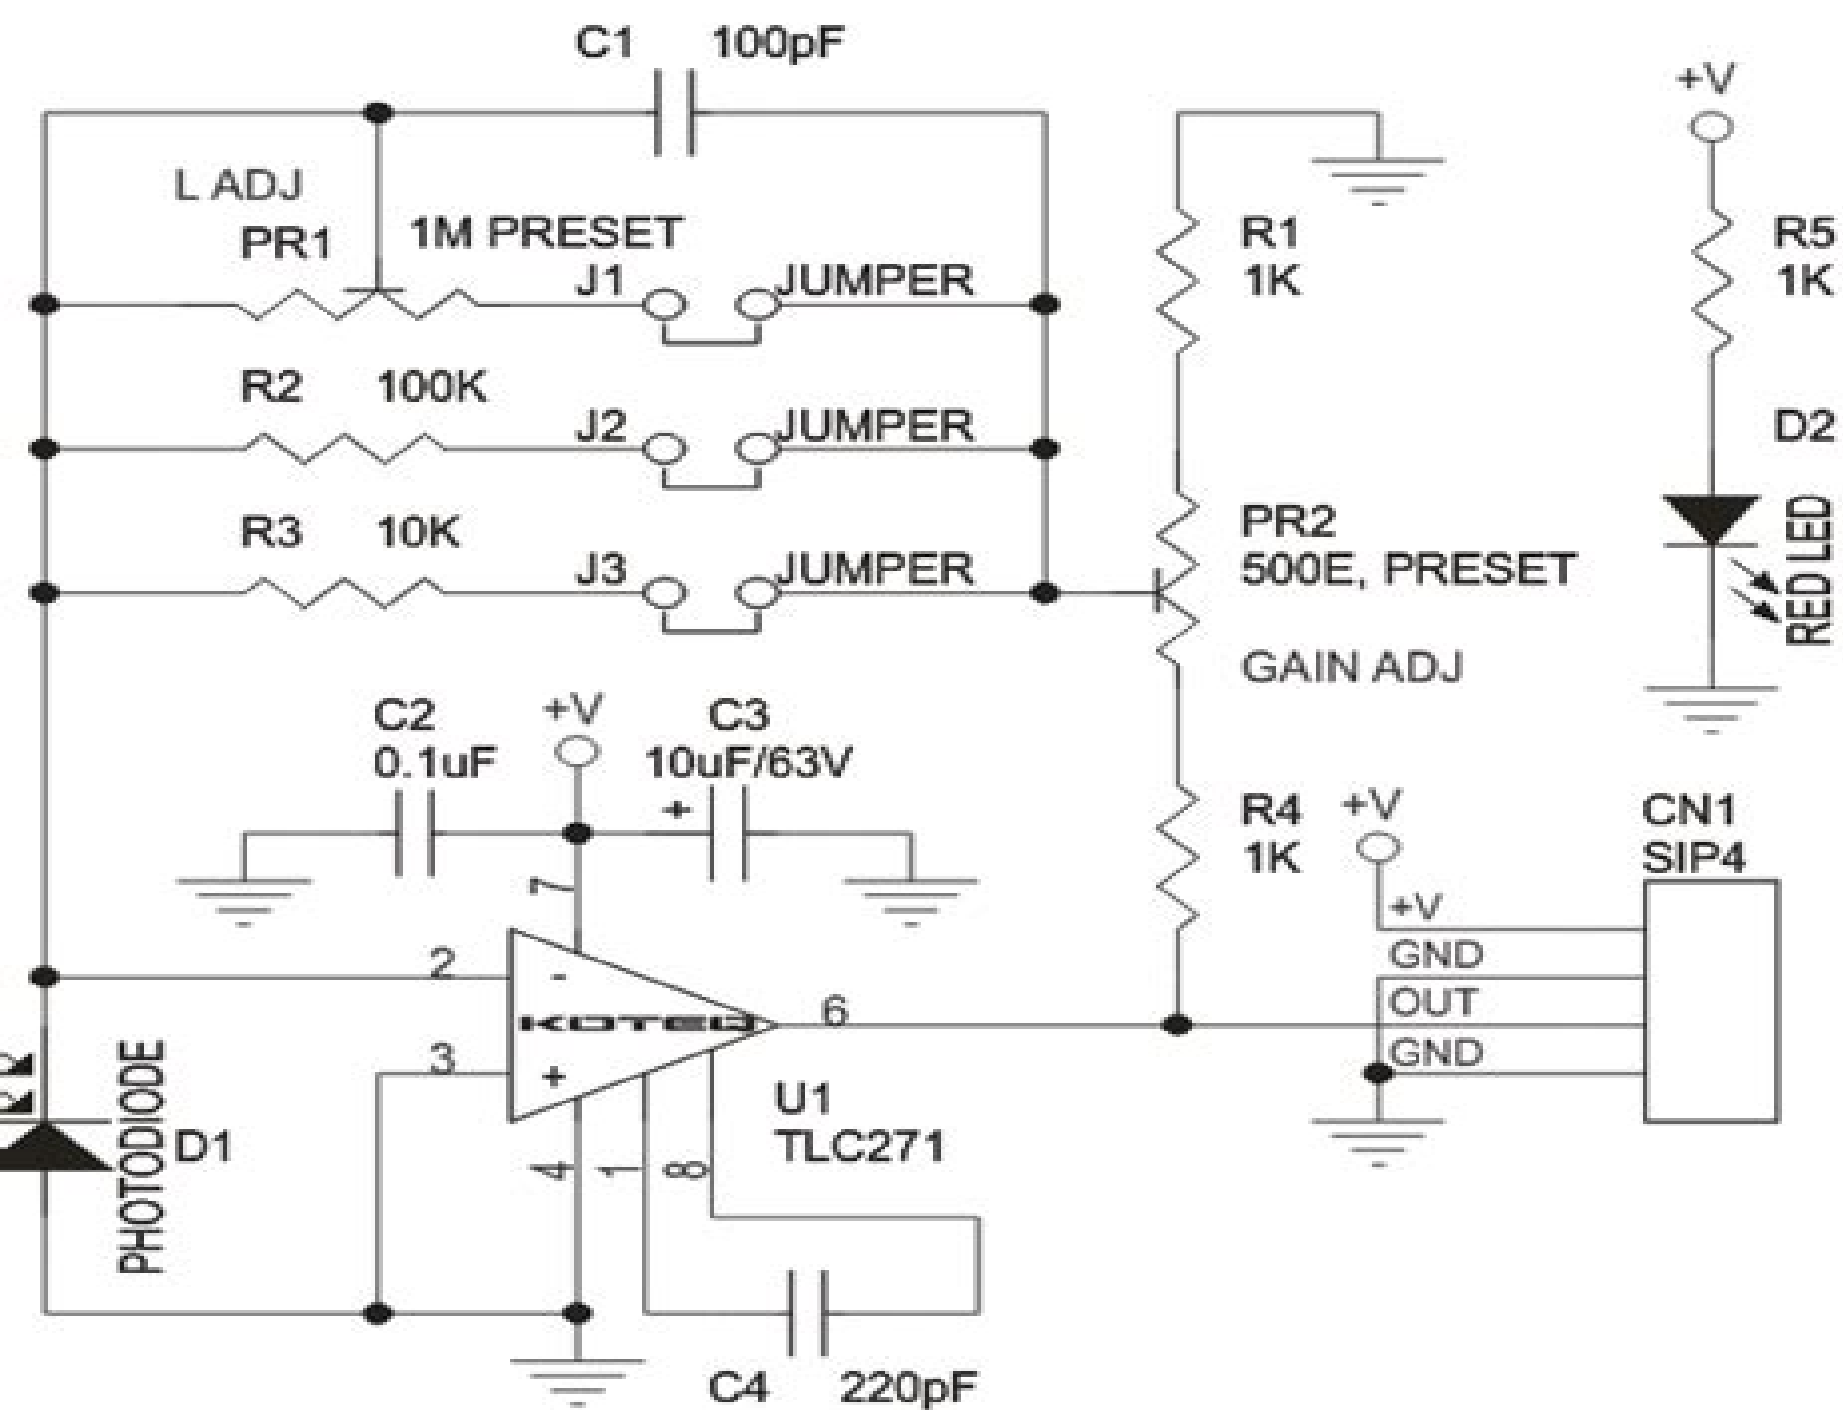 C1 100pF
+V
L ADJ
PR1 1M PRESET
J1 JUMPER
R1
1K
R5
1K
R2 100K
J2 JUMPER
D2
RED LED
R3 10K
J3 JUMPER
PR2
500E, PRESET
GAIN ADJ
C2
0.1uF
+V
C3
10uF/63V
+
R4
1K
+V
CN1
SIP4
7
+V
GND
OUT
GND
2
-
6
3
+
PHOTODIODE
D1
U1
TLC271
4
1
8
C4 220pF